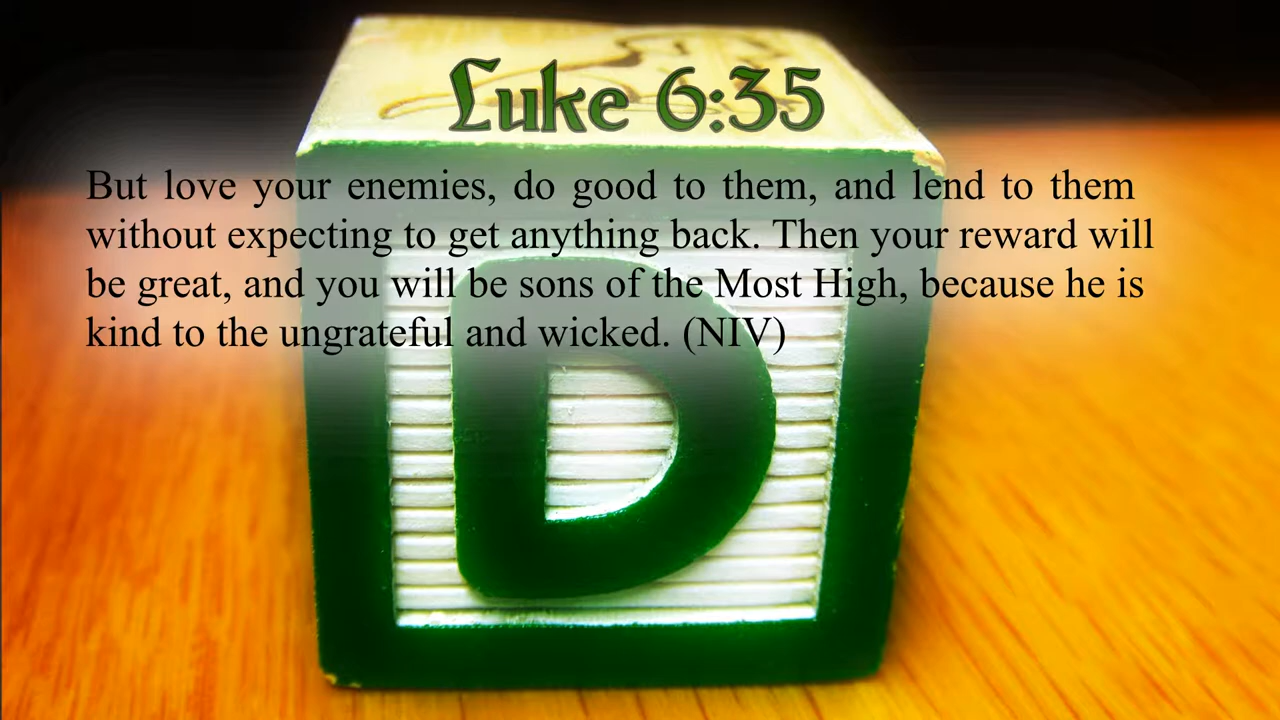 Luke 6:35
But love your enemies, do good to them, and lend to them
without expecting to get anything back. Then your reward will
be great, and you will be sons of the Most High, because he is
kind to the ungrateful and wicked. (NIV)
D